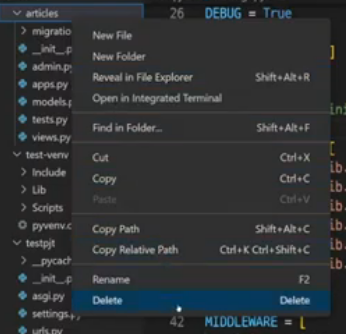 articles
26 DEBUG = True
migratio
New File
__init__.p
New Folder
admin.py
Reveal in File Explorer Shift+Alt+R
apps.py
Open in Integrated Terminal
models.p
tests.py
Find in Folder... Shift+Alt+F
views.py
test-venv
Cut Ctrl+X
Include
Copy Ctrl+C
Lib
Paste Ctrl+V
Scripts
pyvenv.c
Copy Path Shift+Alt+C
testpjt
Copy Relative Path Ctrl+K Ctrl+Shift+C
__pycach
__init__.p
Rename F2
asgi.py
Delete Delete
settings.py
42 MIDDLEWARE = [
urls.py